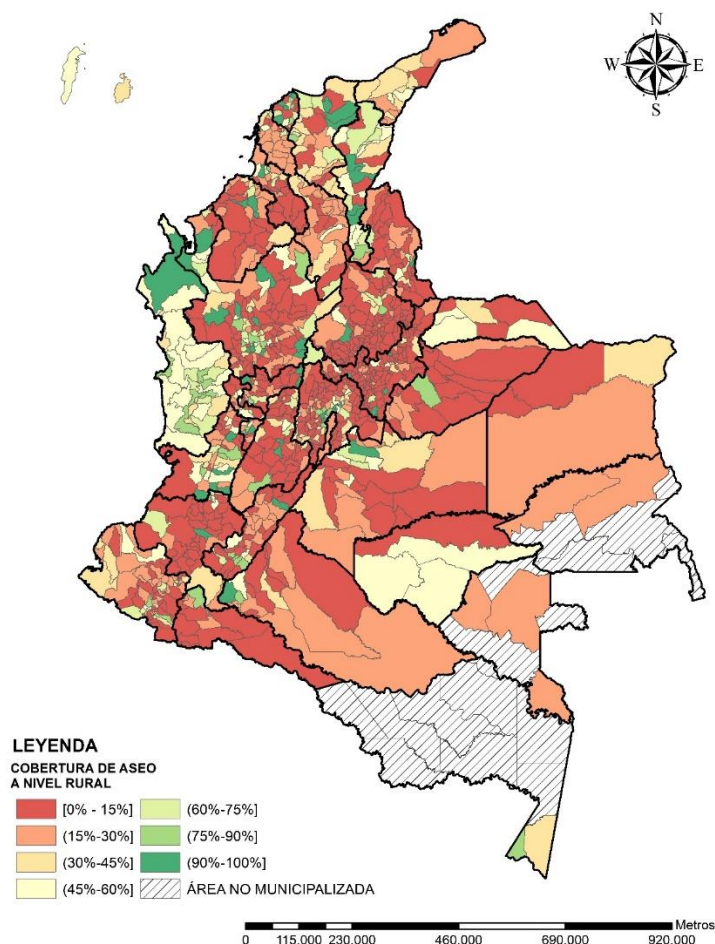 N
W E
S
LEYENDA
COBERTURA DE ASEO
A NIVEL RURAL
[0% - 15%]
(15%-30%]
(30%-45%]
(45%-60%]
(60%-75%]
(75%-90%]
(90%-100%]
ÁREA NO MUNICIPALIZADA
Metros
0 115.000 230.000 460.000 690.000 920.000